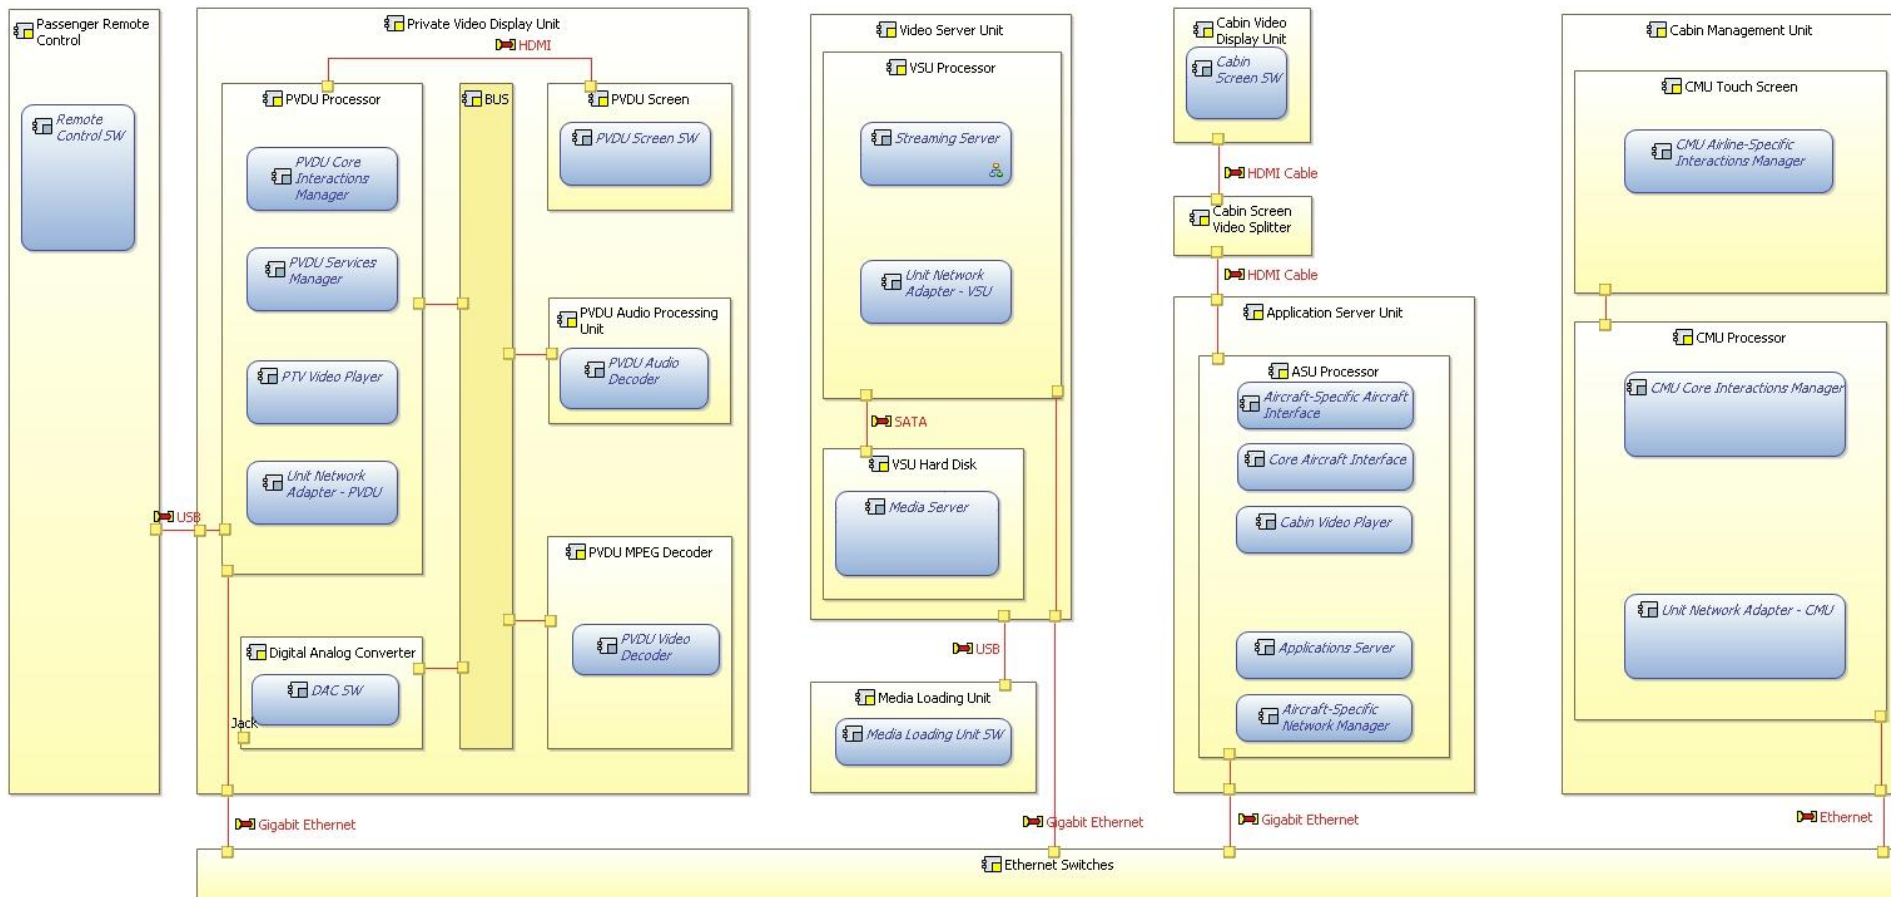 Passenger Remote
Control
Remote
Control SW
USB
Private Video Display Unit
HDMI
PVDU Processor
PVDU Core
Interactions
Manager
PVDU Services
Manager
PTV Video Player
Unit Network
Adapter - PVDU
Digital Analog Converter
DAC SW
Jack
BUS
PVDU Screen
PVDU Screen SW
PVDU Audio Processing
Unit
PVDU Audio
Decoder
PVDU MPEG Decoder
PVDU Video
Decoder
Gigabit Ethernet
Video Server Unit
VSU Processor
Streaming Server
Unit Network
Adapter - VSU
SATA
VSU Hard Disk
Media Server
USB
Media Loading Unit
Media Loading Unit SW
Gigabit Ethernet
Cabin Video
Display Unit
Cabin
Screen SW
HDMI Cable
Cabin Screen
Video Splitter
HDMI Cable
Application Server Unit
ASU Processor
Aircraft-Specific Aircraft
Interface
Core Aircraft Interface
Cabin Video Player
Applications Server
Aircraft-Specific
Network Manager
Gigabit Ethernet
Cabin Management Unit
CMU Touch Screen
CMU Airline-Specific
Interactions Manager
CMU Processor
CMU Core Interactions Manager
Unit Network Adapter - CMU
Ethernet
Ethernet Switches